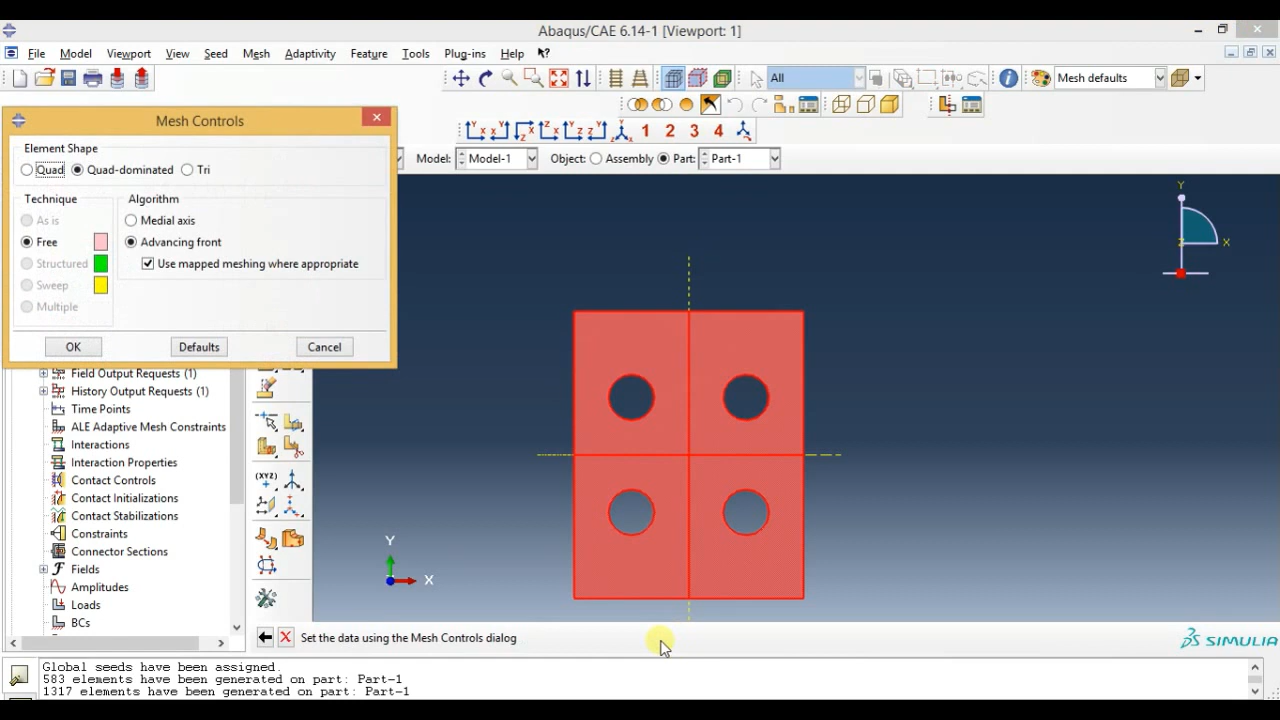 Abaqus/CAE 6.14-1 [Viewport: 1]
File Model Viewport View Seed Mesh Adaptivity Feature Tools Plug-ins Help
All
Mesh defaults
1 2 3 4
Model: Model-1 Object: Assembly Part: Part-1
Mesh Controls
Element Shape
Quad Quad-dominated Tri
Technique
As is
Free
Structured
Sweep
Multiple
Algorithm
Medial axis
Advancing front
Use mapped meshing where appropriate
OK Defaults Cancel
Field Output Requests (1)
History Output Requests (1)
Time Points
ALE Adaptive Mesh Constraints
Interactions
Interaction Properties
Contact Controls
Contact Initializations
Contact Stabilizations
Constraints
Connector Sections
Fields
Amplitudes
Loads
BCs
(XYZ)
Y
Z X
Y
X
Set the data using the Mesh Controls dialog
SIMULIA
Global seeds have been assigned.
583 elements have been generated on part: Part-1
1317 elements have been generated on part: Part-1